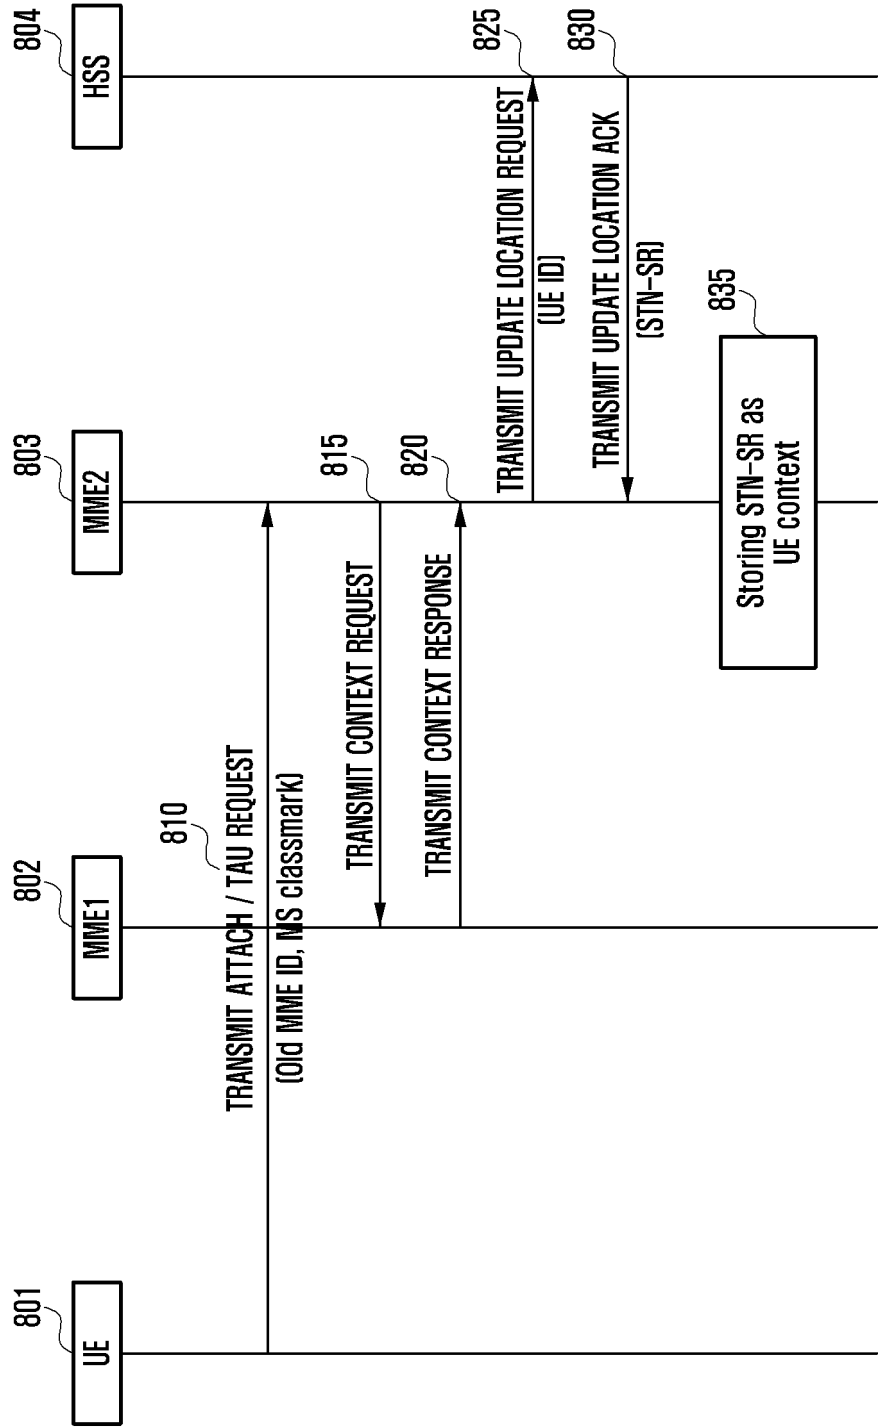 801
802
803
804
UE
MME1
MME2
HSS
810
TRANSMIT ATTACH / TAU REQUEST
(Old MME ID, MS classmark)
815
TRANSMIT CONTEXT REQUEST
820
TRANSMIT CONTEXT RESPONSE
825
TRANSMIT UPDATE LOCATION REQUEST
(UE ID)
830
TRANSMIT UPDATE LOCATION ACK
(STN-SR)
835
Storing STN-SR as
UE context